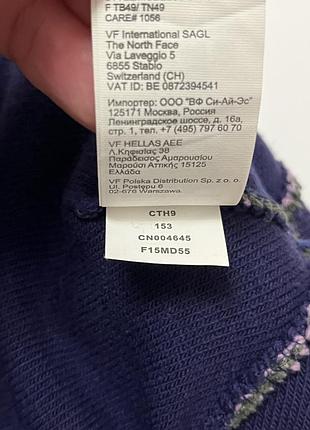 F TB49/ TN49
CARE# 1056
VF International SAGL
The North Face
Via Laveggio 5
6855 Stabio
Switzerland (CH)
VAT ID: BE 0872394541
Импортер: ООО "ВФ Си-Ай-Эс"
125171 Москва, Россия
Ленинградское шоссе, д. 16а,
стр. 1, тел: +7 (495) 797 60 70
VF HELLAS AEE
Λ.Κηφισίας 38
Παράδεισος Αμαρουσίου
Μαρούσι Αττικής 15125
Ελλάδα
VF Polska Distribution Sp. z o. o.
Ul. Postępu 6
02-676 Warszawa.
CTH9
153
CN004645
F15MD55